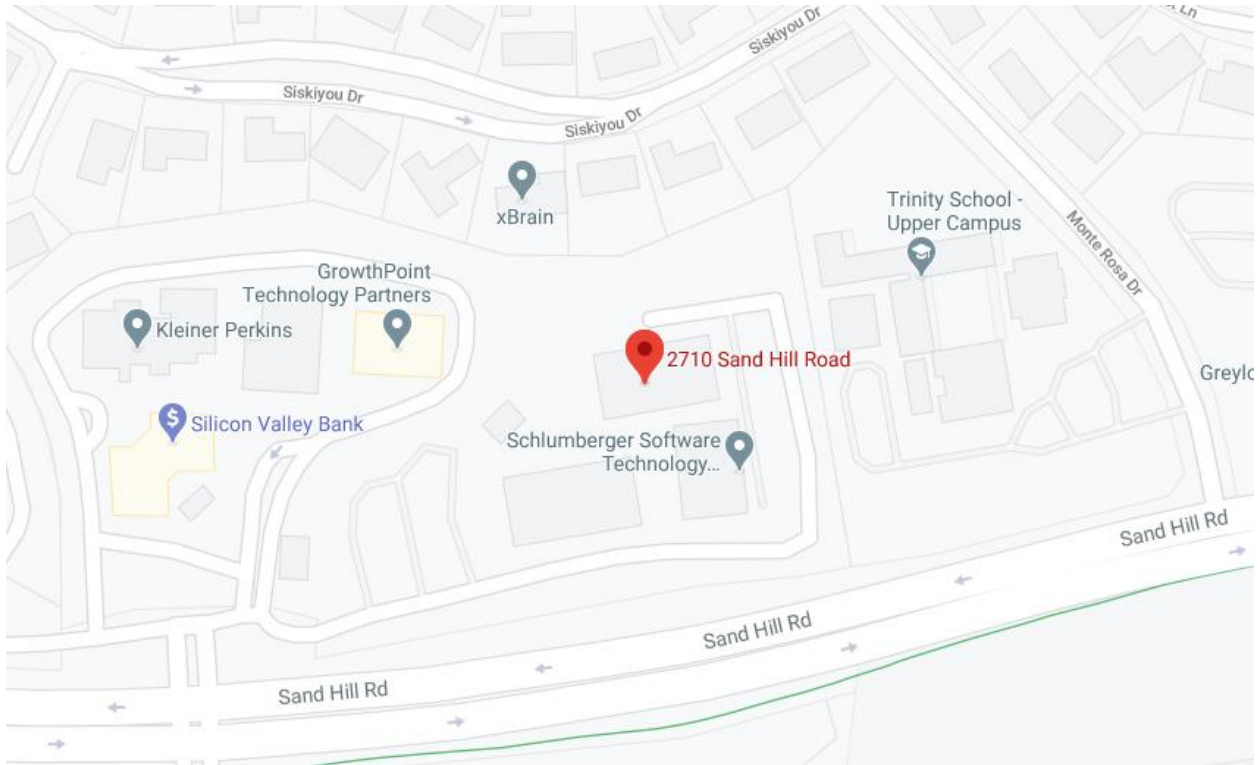 Siskiyou Dr
Ln
Siskiyou Dr
Siskiyou Dr
xBrain
Trinity School -
Upper Campus
Monte Rosa Dr
GrowthPoint
Technology Partners
Kleiner Perkins
2710 Sand Hill Road
Silicon Valley Bank
Schlumberger Software
Technology...
Sand Hill Rd
Sand Hill Rd
Sand Hill Rd